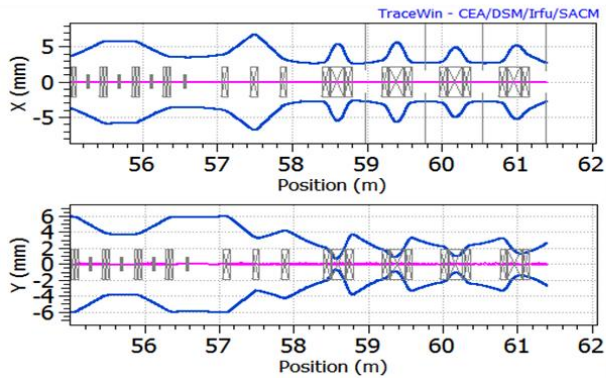 TraceWin - CEA/DSM/Irfu/SACM
X (mm)
5
0
-5
56 57 58 59 60 61 62
Position (m)
Y (mm)
6
4
2
0
-2
-4
-6
56 57 58 59 60 61 62
Position (m)